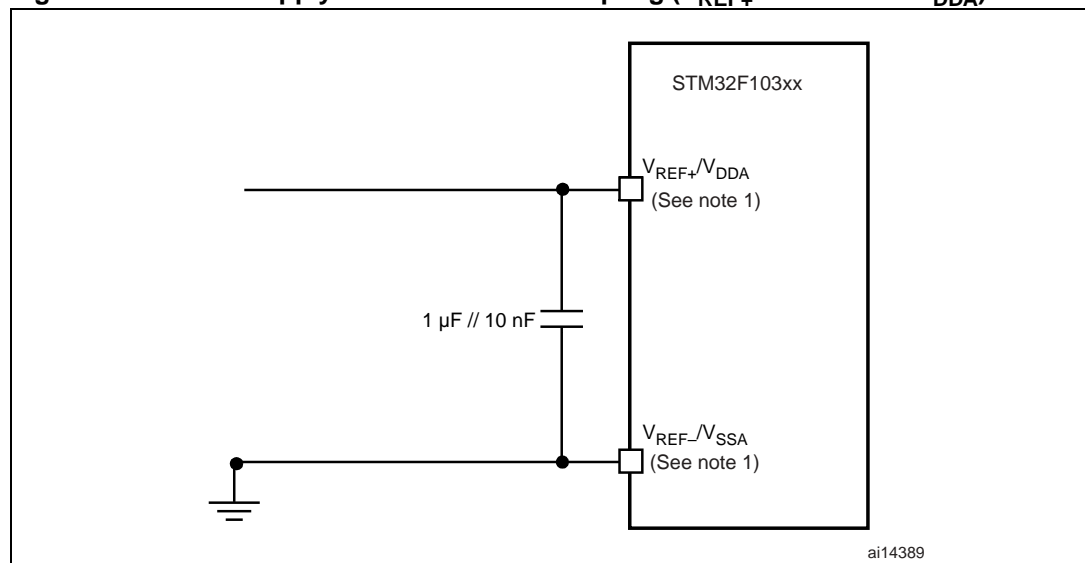 STM32F103xx
VREF+/VDDA
(See note 1)
1 µF // 10 nF
VREF–/VSSA
(See note 1)
ai14389